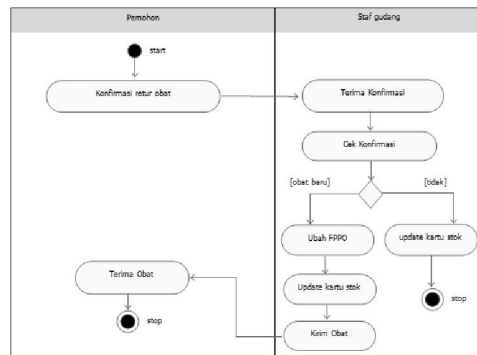 Pemohon
Staf gudang
start
Konfirmasi retur obat
Terima Konfirmasi
Cek Konfirmasi
[obat baru]
[tidak]
Ubah FPPO
update kartu stok
Terima Obat
Update kartu stok
stop
stop
Kirim Obat